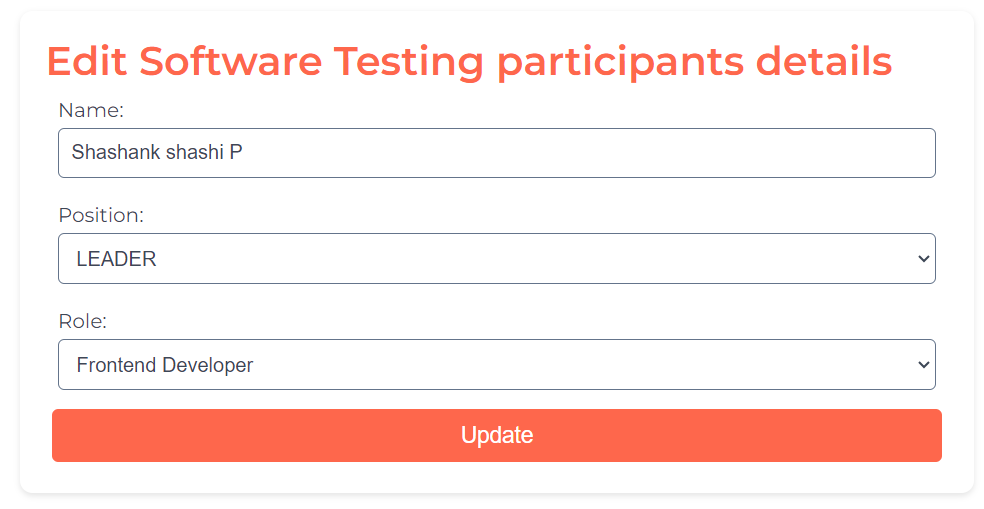 Edit Software Testing participants details
Name:
Shashank shashi P
Position:
LEADER
Role:
Frontend Developer
Update